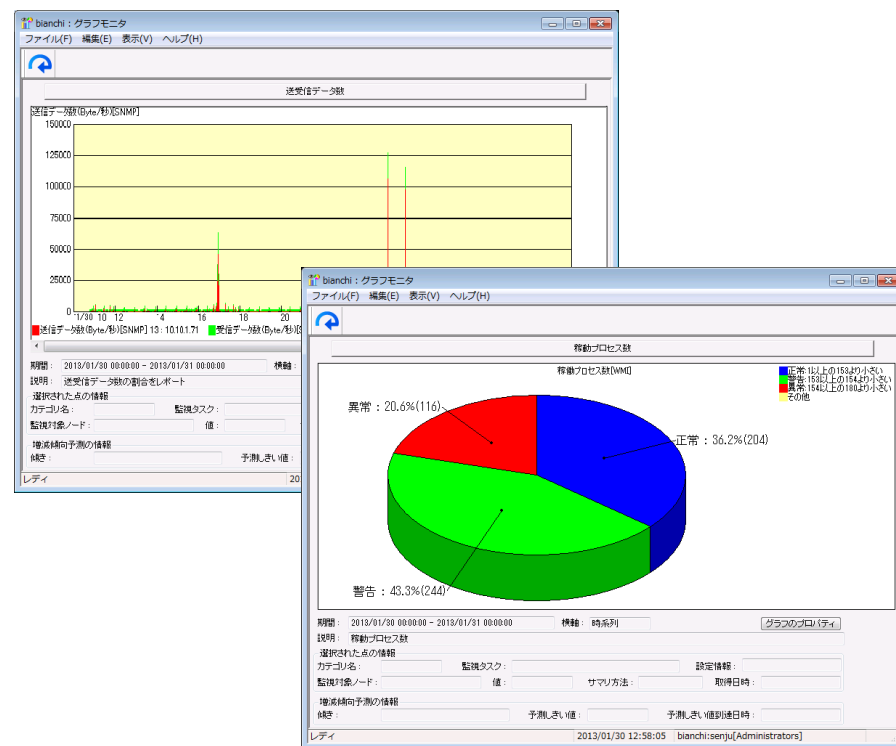 bianchi : グラフモニタ
ファイル(F) 編集(E) 表示(V) ヘルプ(H)
送受信データ数
送信データ数(Byte/秒)[SNMP]
150000
125000
100000
75000
50000
25000
0
1/30 10 12 14 16 18 20
送信データ数(Byte/秒)[SNMP] 13 : 10.10.1.71 受信データ数(Byte/秒)[S
期間 : 2013/01/30 00:00:00 - 2013/01/31 00:00:00 横軸 :
説明 : 送受信データ数の割合をレポート
選択された点の情報
カテゴリ名 : 監視タスク :
監視対象ノード : 値 :
増減傾向予測の情報
傾き : 予測しきい値 :
レディ 20
bianchi : グラフモニタ
ファイル(F) 編集(E) 表示(V) ヘルプ(H)
稼動プロセス数
稼働プロセス数[WMI]
正常:1以上の153より小さい
警告:153以上の154より小さい
異常:154以上の180より小さい
その他
異常 : 20.6%(116)
正常 : 36.2%(204)
警告 : 43.3%(244)
期間 : 2013/01/30 00:00:00 - 2013/01/31 00:00:00 横軸 : 時系列 グラフのプロパティ
説明 : 稼動プロセス数
選択された点の情報
カテゴリ名 : 監視タスク : 設定情報 :
監視対象ノード : 値 : サマリ方法 : 取得日時 :
増減傾向予測の情報
傾き : 予測しきい値 : 予測しきい値到達日時 :
レディ 2013/01/30 12:58:05 bianchi:senju[Administrators]